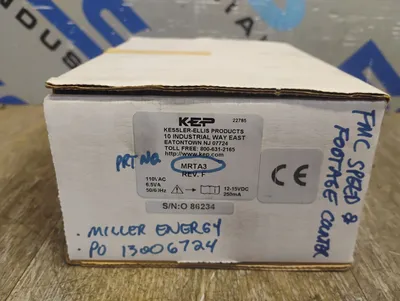 KEP
22785
KESSLER-ELLIS PRODUCTS
10 INDUSTRIAL WAY EAST
EATONTOWN NJ 07724
TOLL FREE: 800-631-2165
http://www.kep.com
PRT NO
MRTA3
REV. F
110VAC
6.5VA
50/60Hz
12-15VDC
250mA
CE
S/N:O 86234
. MILLER ENERGY
. PO 13006724
FMC SPEED &
FOOTAGE COUNTER